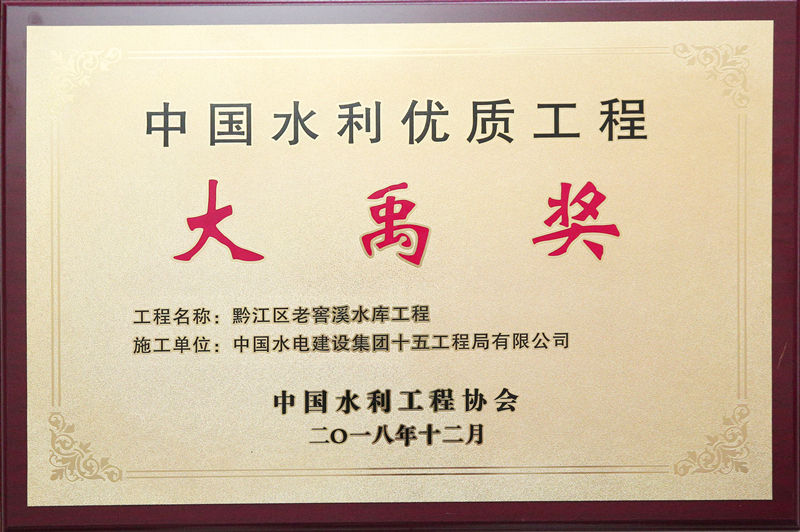 中国水利优质工程
大禹奖
工程名称：黔江区老窖溪水库工程
施工单位：中国水电建设集团十五工程局有限公司
中国水利工程协会
二〇一八年十二月